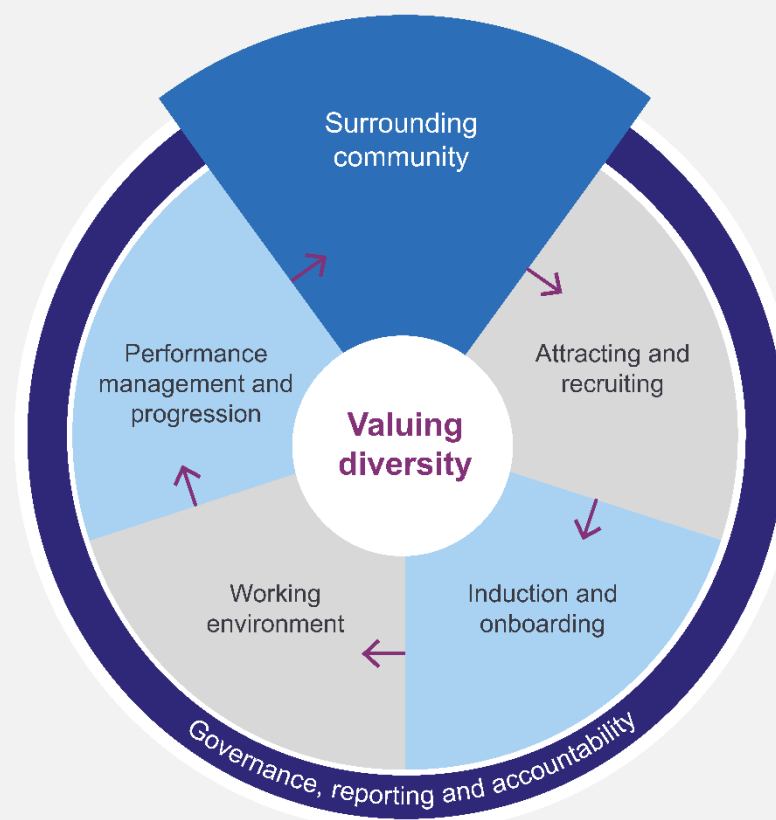 Surrounding
community
Attracting and
recruiting
Induction and
onboarding
Working
environment
Performance
management and
progression
Valuing
diversity
Governance, reporting and accountability